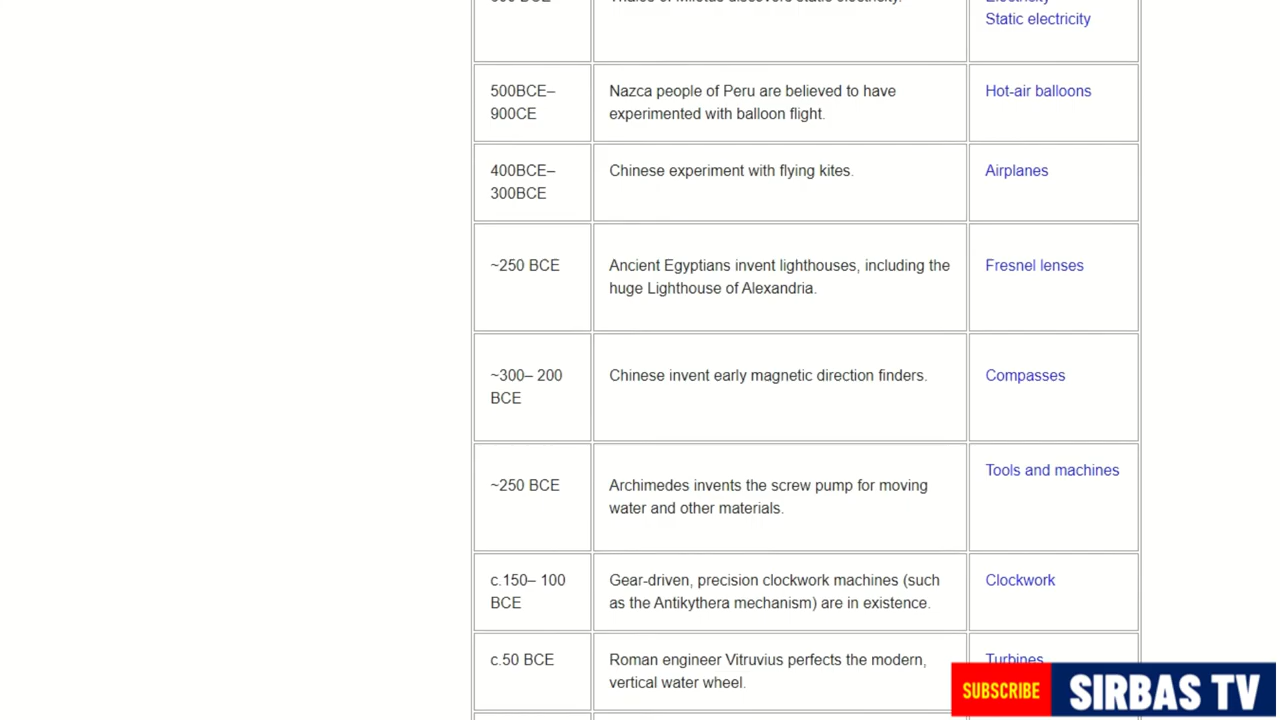 Static electricity
500BCE–
900CE
Nazca people of Peru are believed to have
experimented with balloon flight.
Hot-air balloons
400BCE–
300BCE
Chinese experiment with flying kites.
Airplanes
~250 BCE
Ancient Egyptians invent lighthouses, including the
huge Lighthouse of Alexandria.
Fresnel lenses
~300– 200
BCE
Chinese invent early magnetic direction finders.
Compasses
~250 BCE
Archimedes invents the screw pump for moving
water and other materials.
Tools and machines
c.150– 100
BCE
Gear-driven, precision clockwork machines (such
as the Antikythera mechanism) are in existence.
Clockwork
c.50 BCE
Roman engineer Vitruvius perfects the modern,
vertical water wheel.
Turbines
SUBSCRIBE
SIRBAS TV